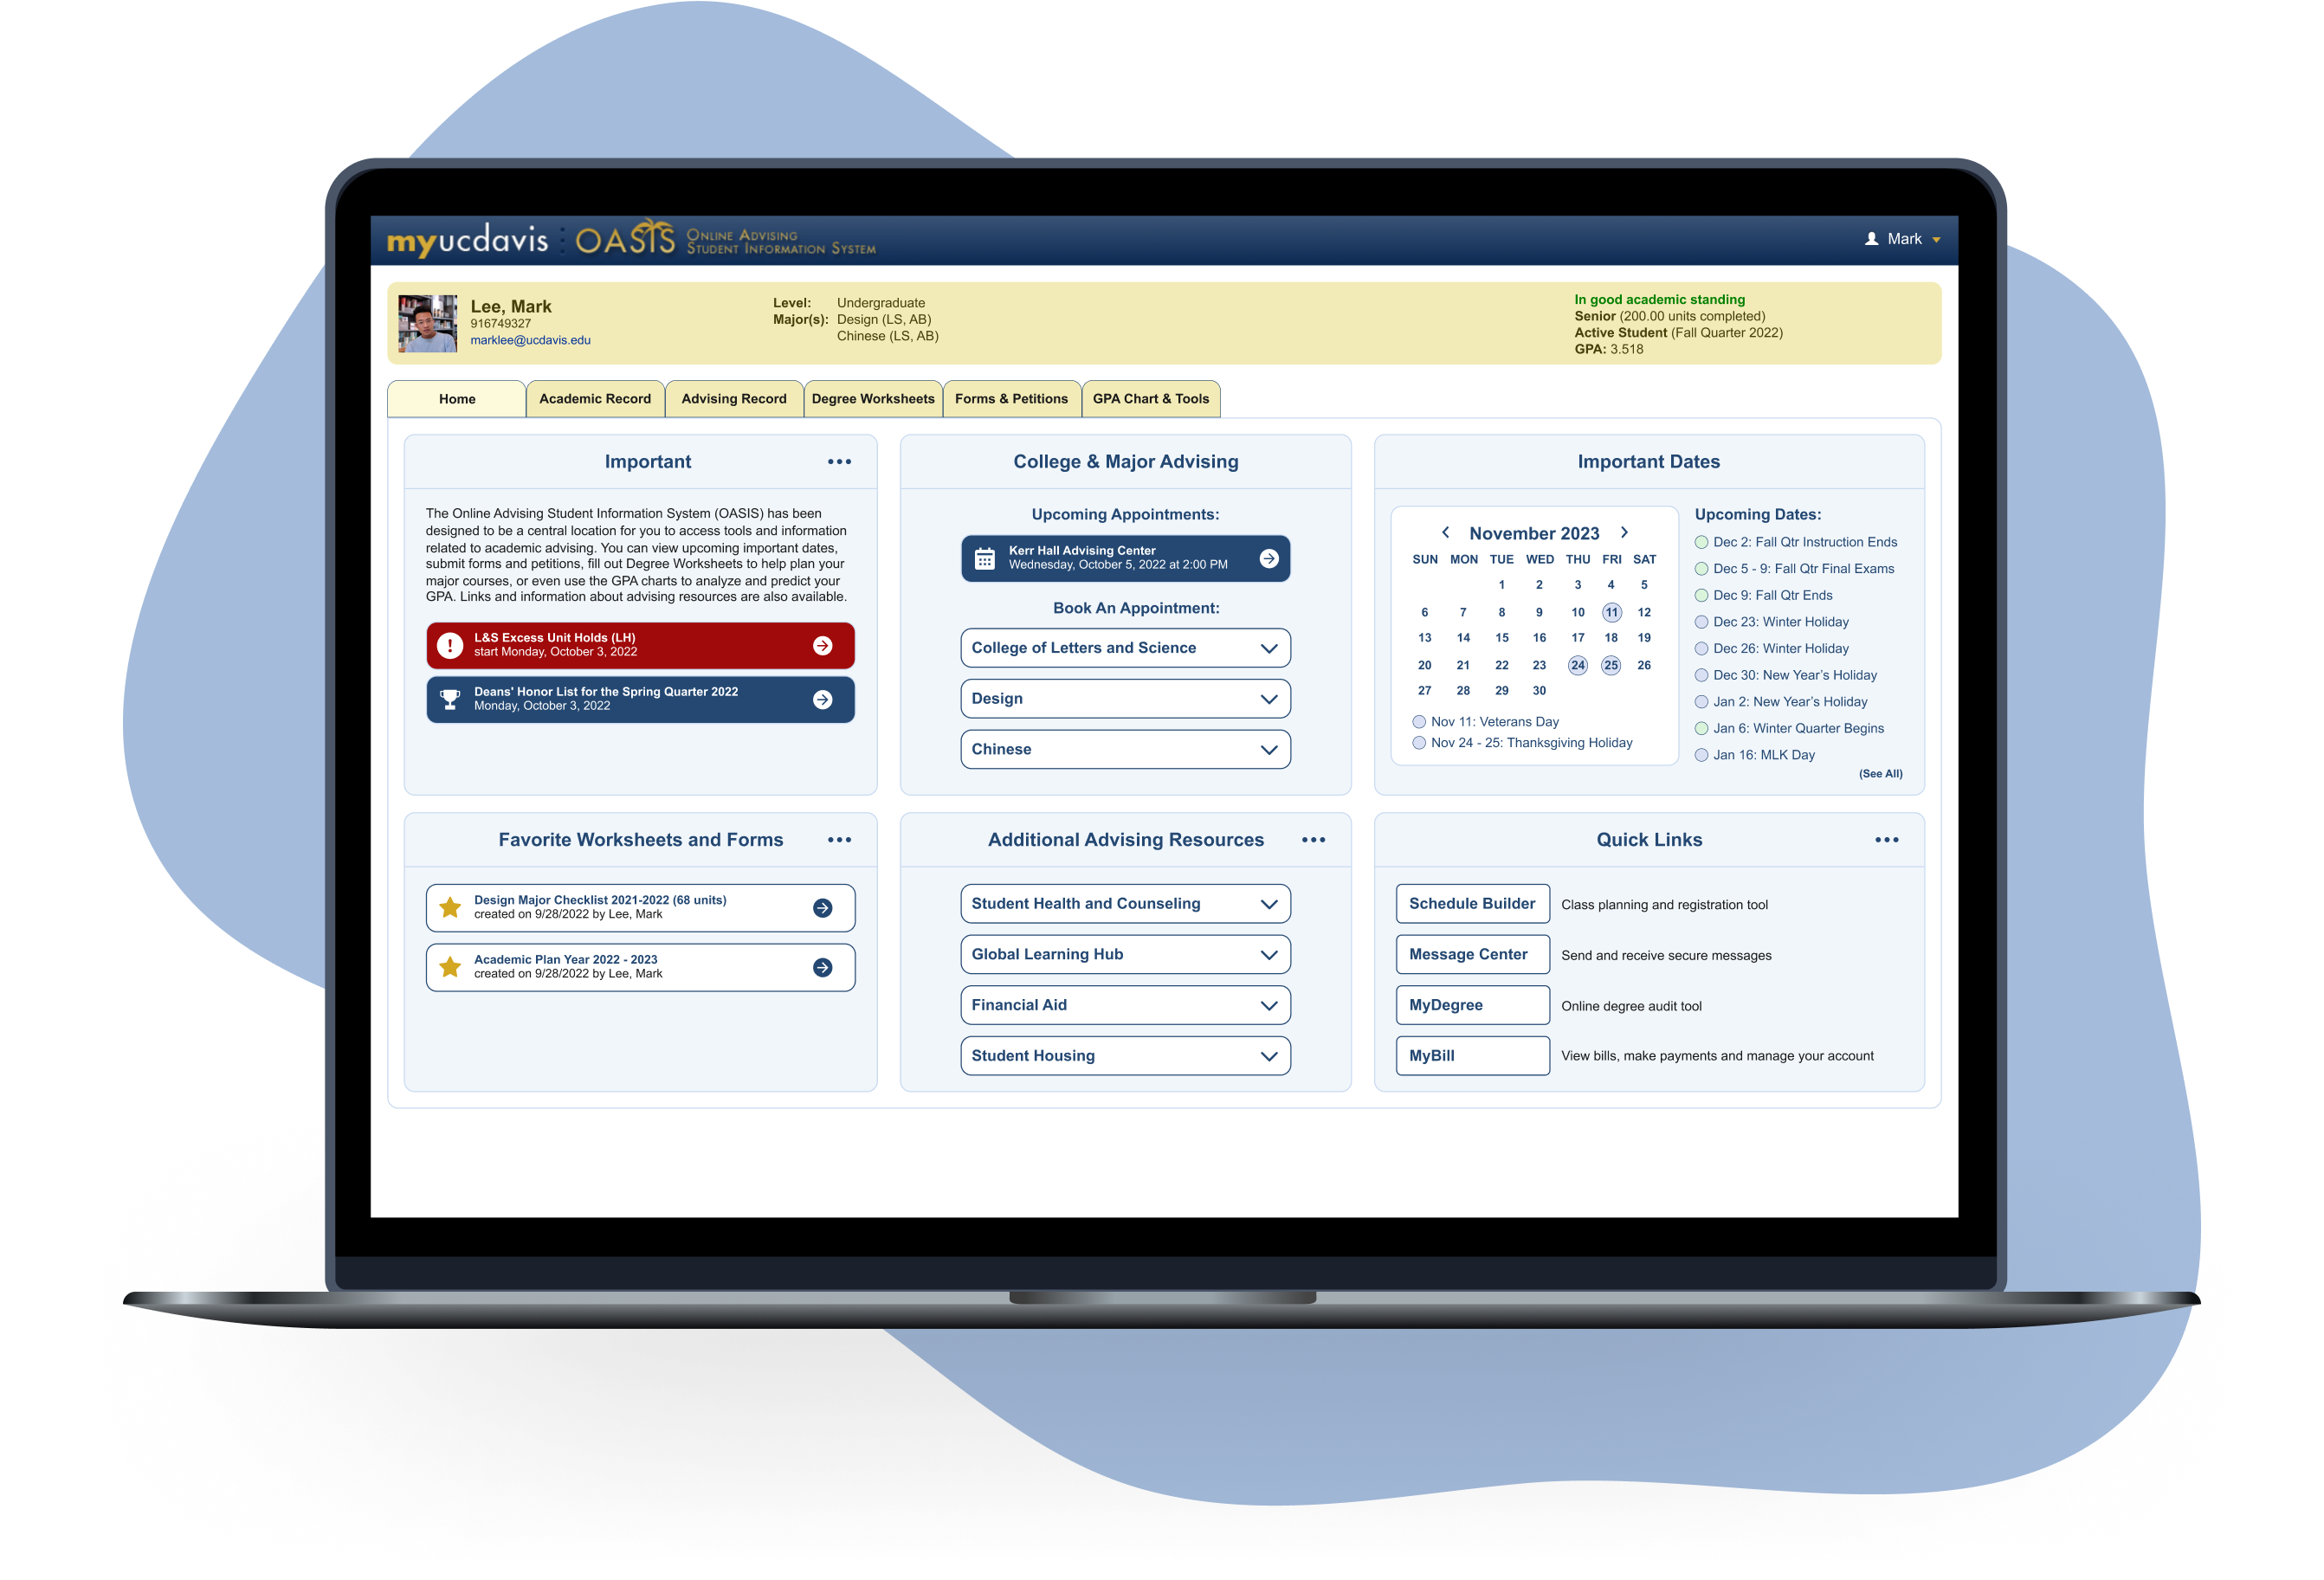 myucdavis : OASIS ONLINE ADVISING STUDENT INFORMATION SYSTEM
Mark
Lee, Mark
916749327
marklee@ucdavis.edu
Level: Undergraduate
Major(s): Design (LS, AB)
Chinese (LS, AB)
In good academic standing
Senior (200.00 units completed)
Active Student (Fall Quarter 2022)
GPA: 3.518
Home
Academic Record
Advising Record
Degree Worksheets
Forms & Petitions
GPA Chart & Tools
Important
The Online Advising Student Information System (OASIS) has been
designed to be a central location for you to access tools and information
related to academic advising. You can view upcoming important dates,
submit forms and petitions, fill out Degree Worksheets to help plan your
major courses, or even use the GPA charts to analyze and predict your
GPA. Links and information about advising resources are also available.
L&S Excess Unit Holds (LH)
start Monday, October 3, 2022
Deans' Honor List for the Spring Quarter 2022
Monday, October 3, 2022
College & Major Advising
Upcoming Appointments:
Kerr Hall Advising Center
Wednesday, October 5, 2022 at 2:00 PM
Book An Appointment:
College of Letters and Science
Design
Chinese
Important Dates
November 2023
SUN MON TUE WED THU FRI SAT
1 2 3 4 5
6 7 8 9 10 11 12
13 14 15 16 17 18 19
20 21 22 23 24 25 26
27 28 29 30
Nov 11: Veterans Day
Nov 24 - 25: Thanksgiving Holiday
Upcoming Dates:
Dec 2: Fall Qtr Instruction Ends
Dec 5 - 9: Fall Qtr Final Exams
Dec 9: Fall Qtr Ends
Dec 23: Winter Holiday
Dec 26: Winter Holiday
Dec 30: New Year’s Holiday
Jan 2: New Year’s Holiday
Jan 6: Winter Quarter Begins
Jan 16: MLK Day
(See All)
Favorite Worksheets and Forms
Design Major Checklist 2021-2022 (68 units)
created on 9/28/2022 by Lee, Mark
Academic Plan Year 2022 - 2023
created on 9/28/2022 by Lee, Mark
Additional Advising Resources
Student Health and Counseling
Global Learning Hub
Financial Aid
Student Housing
Quick Links
Schedule Builder Class planning and registration tool
Message Center Send and receive secure messages
MyDegree Online degree audit tool
MyBill View bills, make payments and manage your account